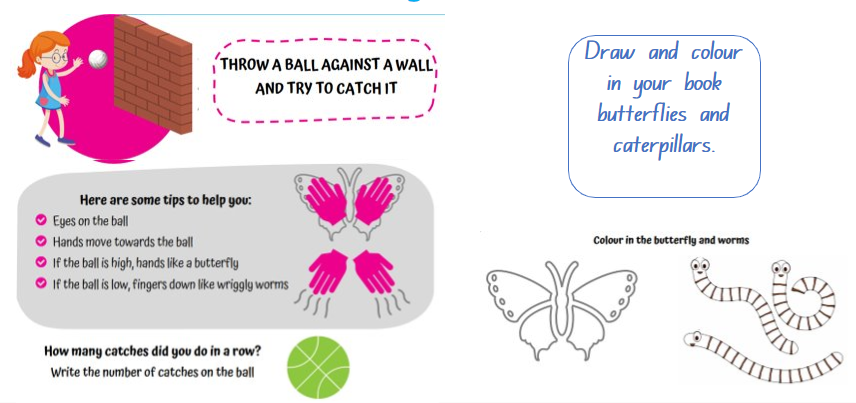 THROW A BALL AGAINST A WALL
AND TRY TO CATCH IT
Here are some tips to help you:
Eyes on the ball
Hands move towards the ball
If the ball is high, hands like a butterfly
If the ball is low, fingers down like wriggly worms
How many catches did you do in a row?
Write the number of catches on the ball
Draw and colour
in your book
butterflies and
caterpillars.
Colour in the butterfly and worms